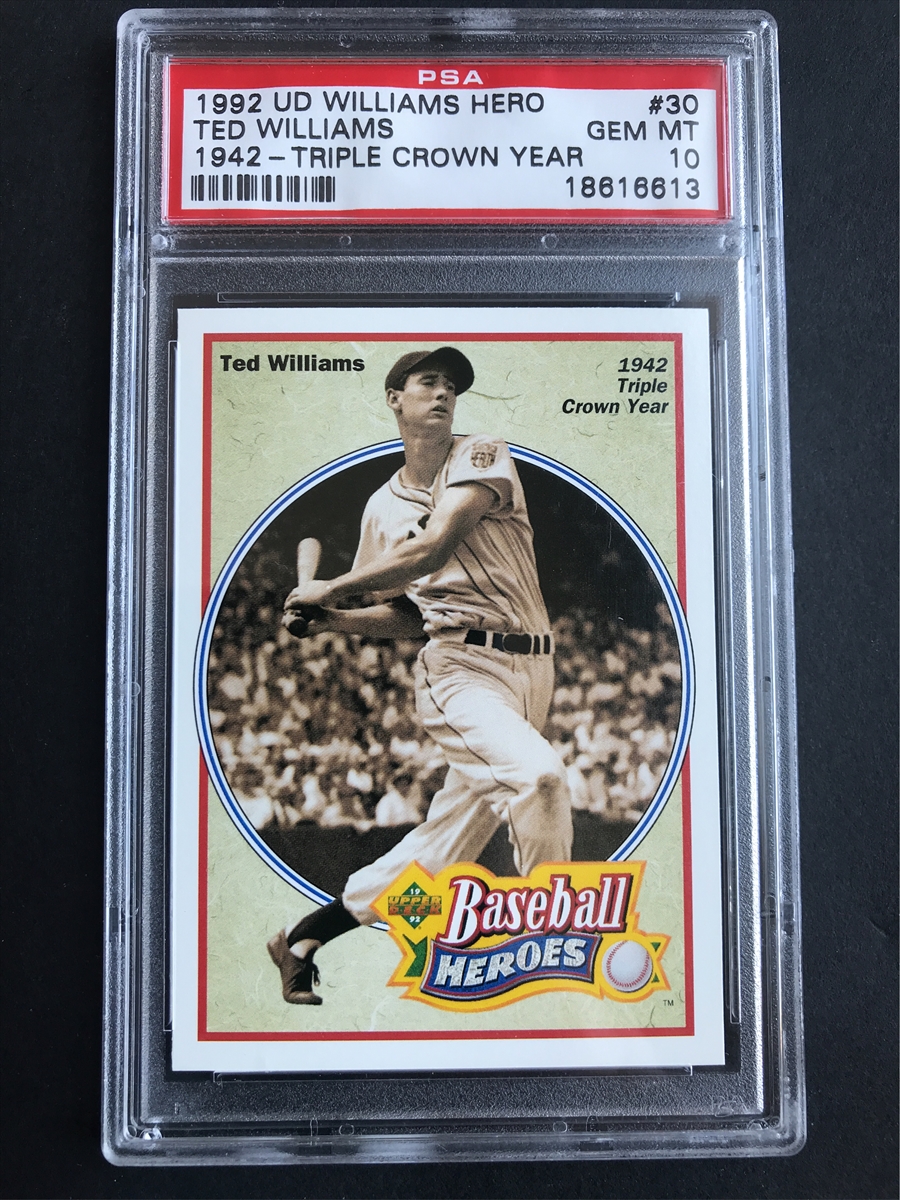 PSA
1992 UD WILLIAMS HERO #30
TED WILLIAMS GEM MT
1942 - TRIPLE CROWN YEAR 10
18616613
Ted Williams
1942
Triple
Crown Year
19
UPPER
DECK
92
Baseball
HEROES
TM